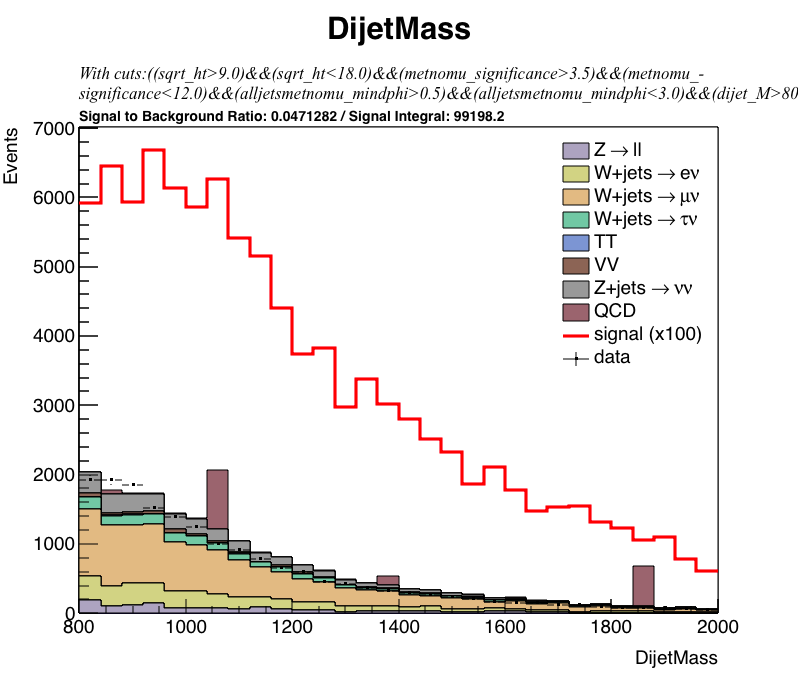 DijetMass
With cuts:((sqrt_ht>9.0)&&(sqrt_ht<18.0)&&(metnomu_significance>3.5)&&(metnomu_-
significance<12.0)&&(alljetsmetnomu_mindphi>0.5)&&(alljetsmetnomu_mindphi<3.0)&&(dijet_M>80
Signal to Background Ratio: 0.0471282 / Signal Integral: 99198.2
Events
7000
6000
5000
4000
3000
2000
1000
0
Z → ll
W+jets → eν
W+jets → μν
W+jets → τν
TT
VV
Z+jets → νν
QCD
signal (x100)
data
800 1000 1200 1400 1600 1800 2000
DijetMass